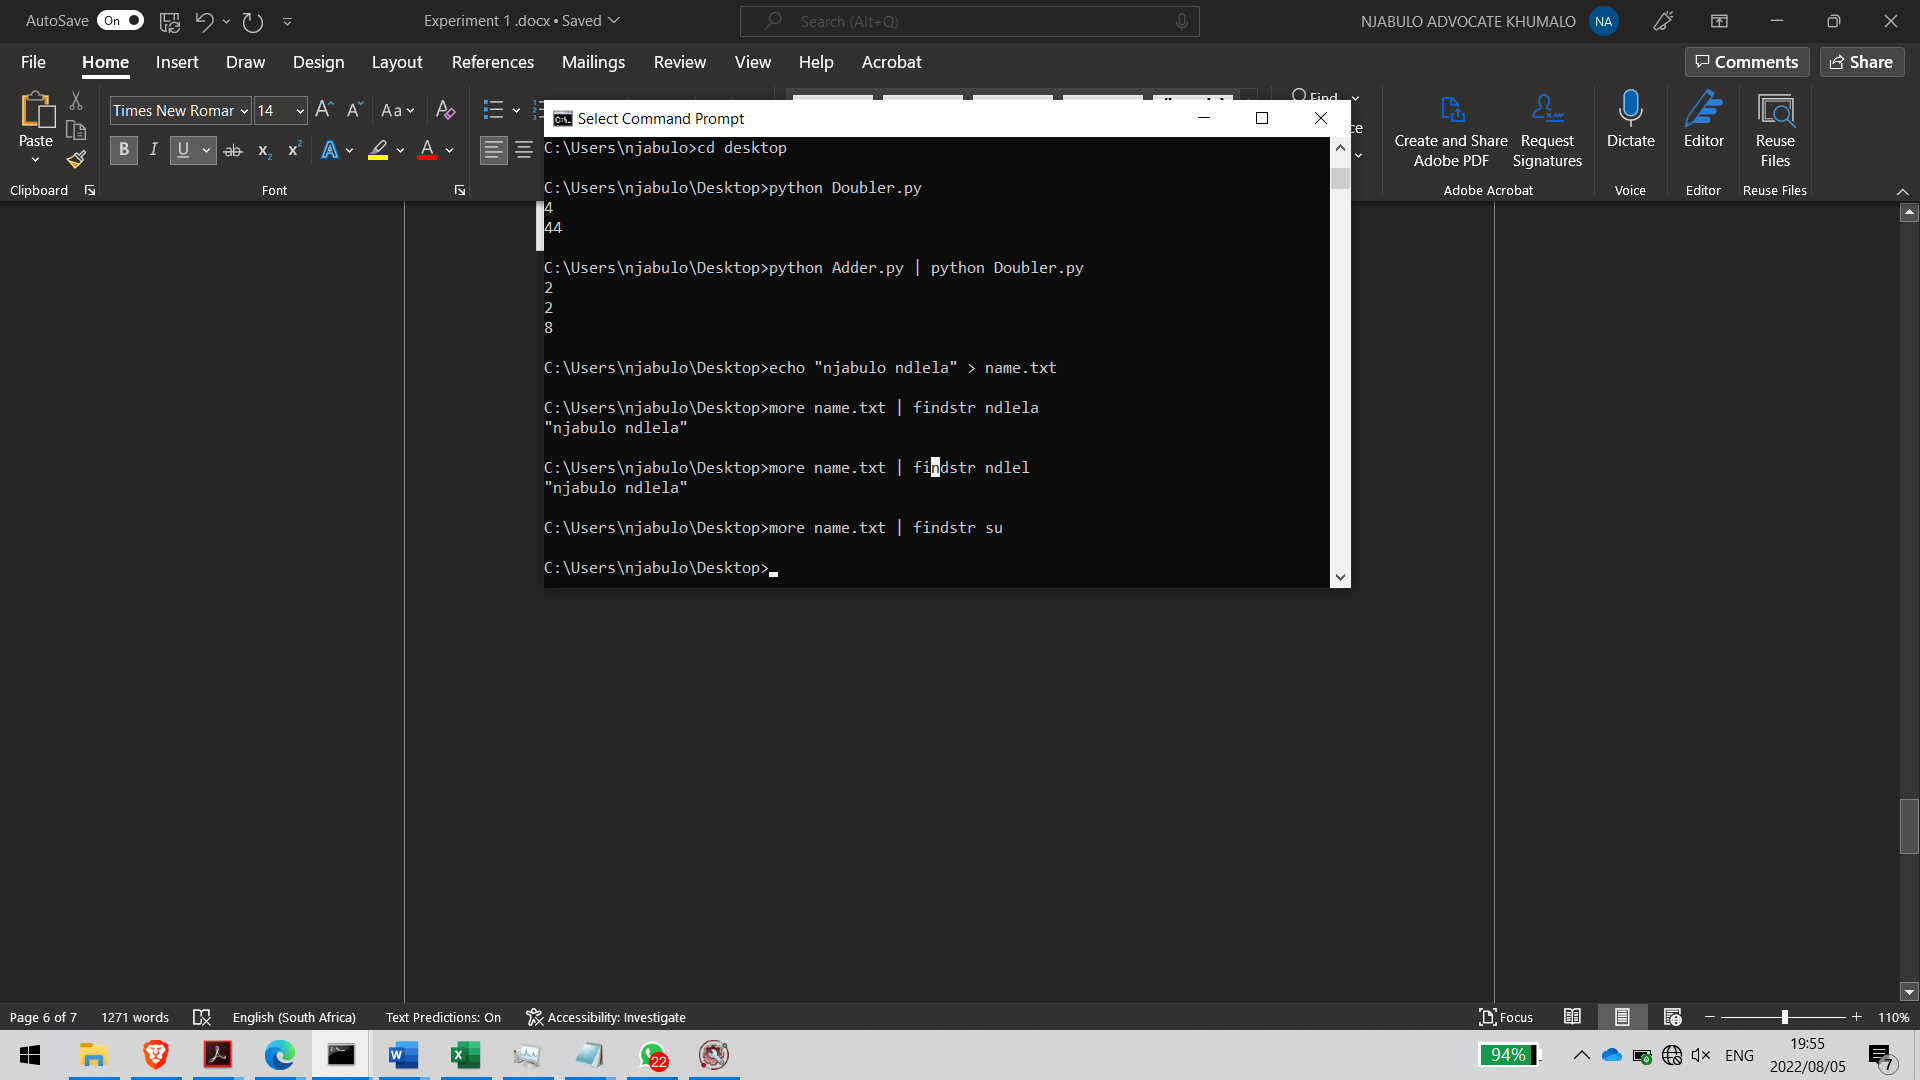 AutoSave On Experiment 1 .docx • Saved Search (Alt+Q) NJABULO ADVOCATE KHUMALO NA
File Home Insert Draw Design Layout References Mailings Review View Help Acrobat Comments Share
Times New Roman 14 Aa Find
Select Command Prompt
Paste
B I U ab x2 x2 A A
Create and Share Adobe PDF
Request Signatures
Dictate
Editor
Reuse Files
Clipboard Font Adobe Acrobat Voice Editor Reuse Files
C:\Users\njabulo>cd desktop
C:\Users\njabulo\Desktop>python Doubler.py
4
44
C:\Users\njabulo\Desktop>python Adder.py | python Doubler.py
2
2
8
C:\Users\njabulo\Desktop>echo "njabulo ndlela" > name.txt
C:\Users\njabulo\Desktop>more name.txt | findstr ndlela
"njabulo ndlela"
C:\Users\njabulo\Desktop>more name.txt | findstr ndlel
"njabulo ndlela"
C:\Users\njabulo\Desktop>more name.txt | findstr su
C:\Users\njabulo\Desktop>
Page 6 of 7 1271 words English (South Africa) Text Predictions: On Accessibility: Investigate Focus 110%
22 94% ENG 19:55
2022/08/05 7